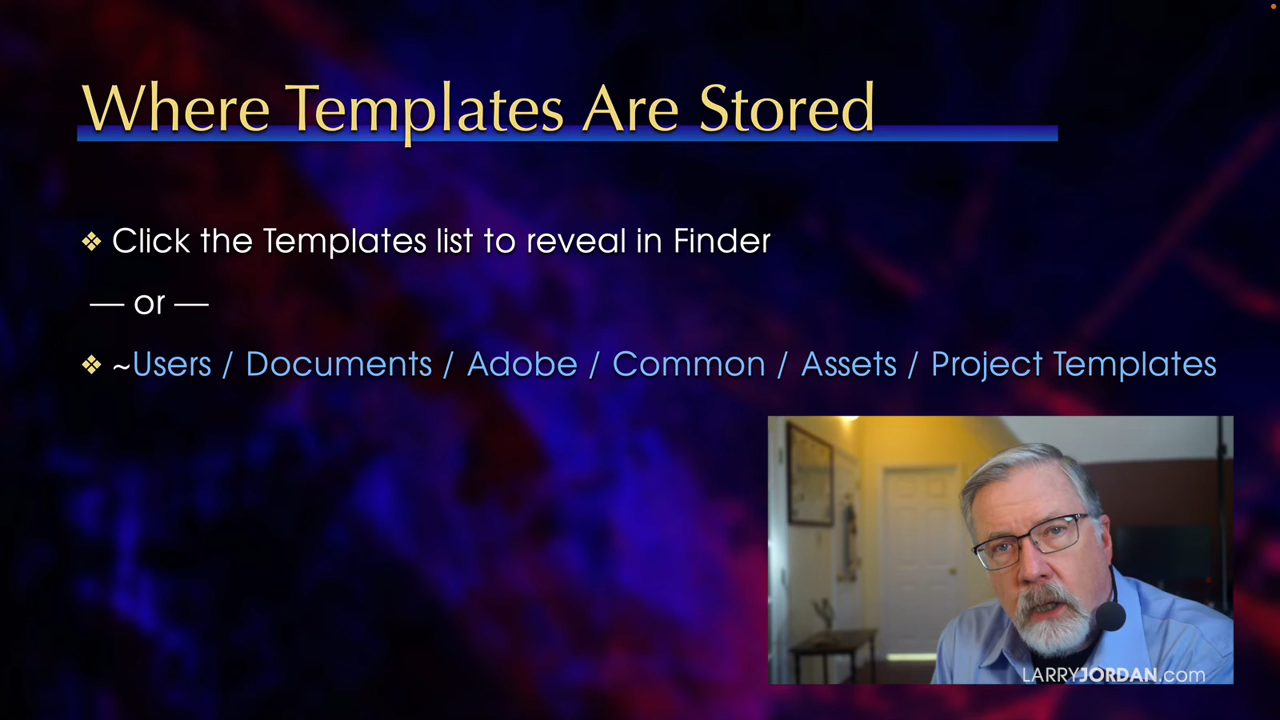 Where Templates Are Stored
❖ Click the Templates list to reveal in Finder
— or —
❖ ~Users / Documents / Adobe / Common / Assets / Project Templates
LARRYJORDAN.com